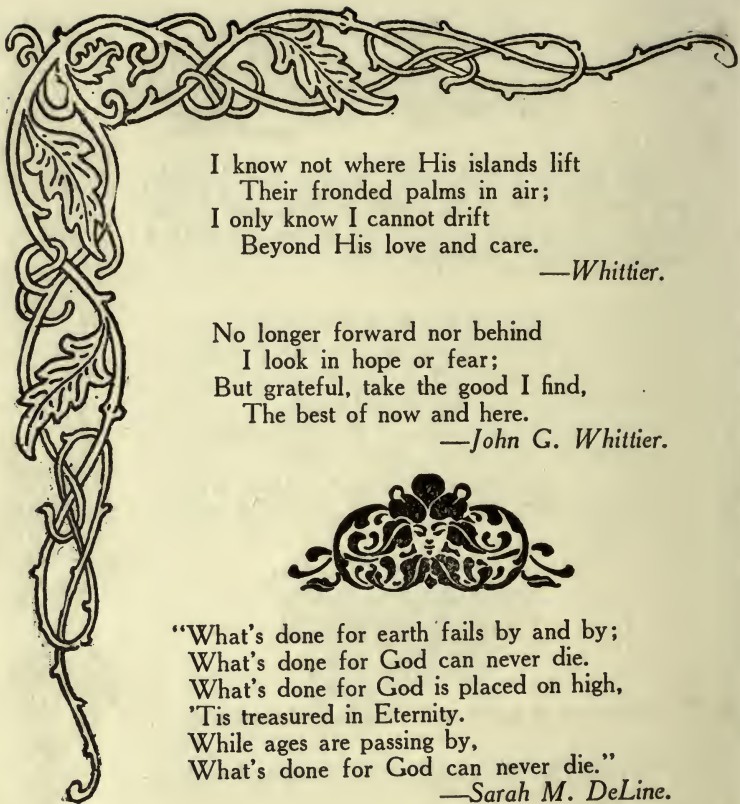 I know not where His islands lift
Their fronded palms in air;
I only know I cannot drift
Beyond His love and care.
—Whittier.
No longer forward nor behind
I look in hope or fear;
But grateful, take the good I find,
The best of now and here.
—John G. Whittier.
“What's done for earth fails by and by;
What's done for God can never die.
What's done for God is placed on high,
'Tis treasured in Eternity.
While ages are passing by,
What's done for God can never die.”
—Sarah M. DeLine.